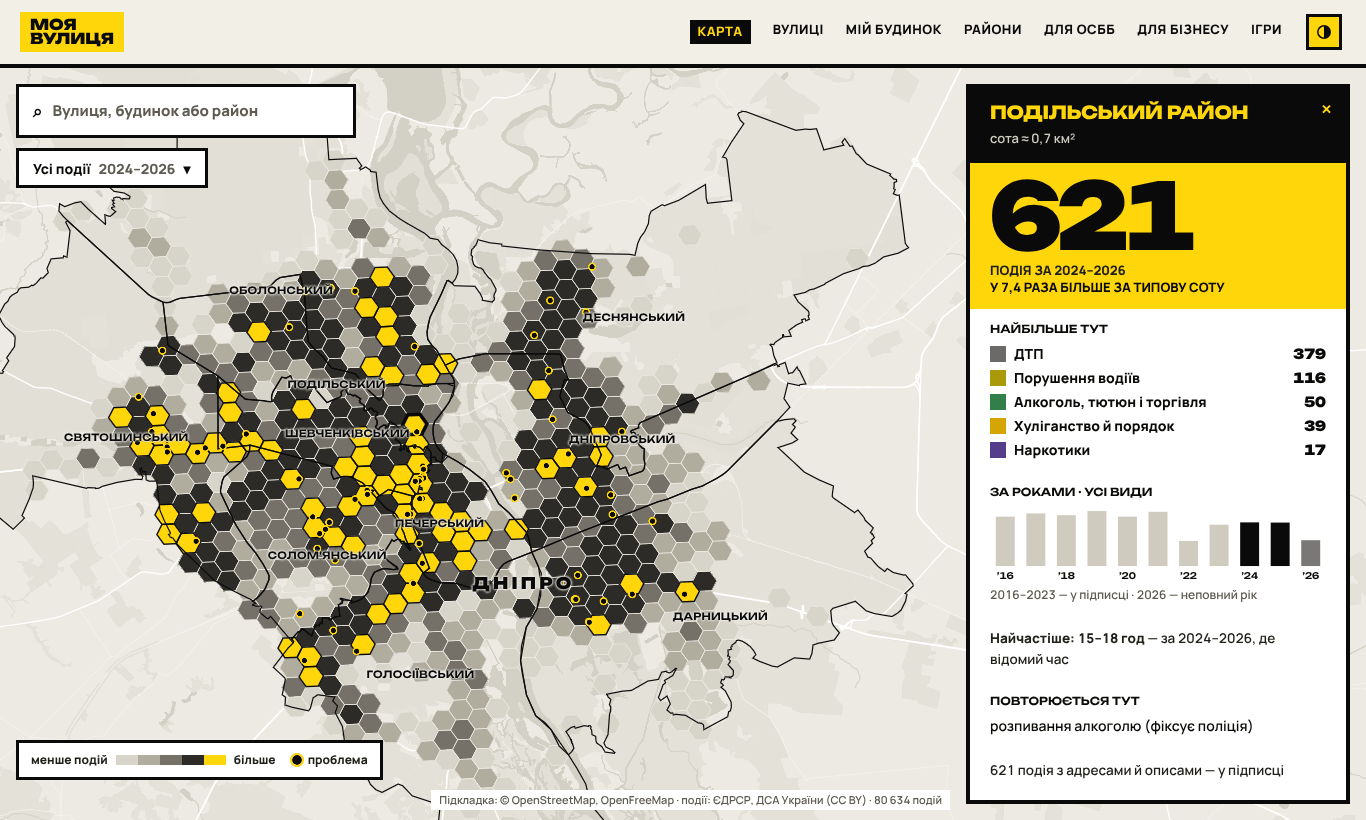 МОЯ
ВУЛИЦЯ
КАРТА
ВУЛИЦІ
МІЙ БУДИНОК
РАЙОНИ
ДЛЯ ОСББ
ДЛЯ БІЗНЕСУ
ІГРИ
Вулиця, будинок або район
Усі події 2024–2026 ▾
ОБОЛОНСЬКИЙ
ДЕСНЯНСЬКИЙ
ПОДІЛЬСЬКИЙ
СВЯТОШИНСЬКИЙ
ШЕВЧЕНКІВСЬКИЙ
ДНІПРОВСЬКИЙ
ПЕЧЕРСЬКИЙ
СОЛОМ'ЯНСЬКИЙ
ДНІПРО
ДАРНИЦЬКИЙ
ГОЛОСІЇВСЬКИЙ
менше подій
більше
проблема
Підкладка: © OpenStreetMap, OpenFreeMap · події: ЄДРСР, ДСА України (CC BY) · 80 634 подій
ПОДІЛЬСЬКИЙ РАЙОН
×
сота ≈ 0,7 км²
621
ПОДІЯ ЗА 2024–2026
У 7,4 РАЗА БІЛЬШЕ ЗА ТИПОВУ СОТУ
НАЙБІЛЬШЕ ТУТ
ДТП 379
Порушення водіїв 116
Алкоголь, тютюн і торгівля 50
Хуліганство й порядок 39
Наркотики 17
ЗА РОКАМИ · УСІ ВИДИ
'16 '18 '20 '22 '24 '26
2016–2023 — у підписці · 2026 — неповний рік
Найчастіше: 15–18 год — за 2024–2026, де
відомий час
ПОВТОРЮЄТЬСЯ ТУТ
розпивання алкоголю (фіксує поліція)
621 подія з адресами й описами — у підписці